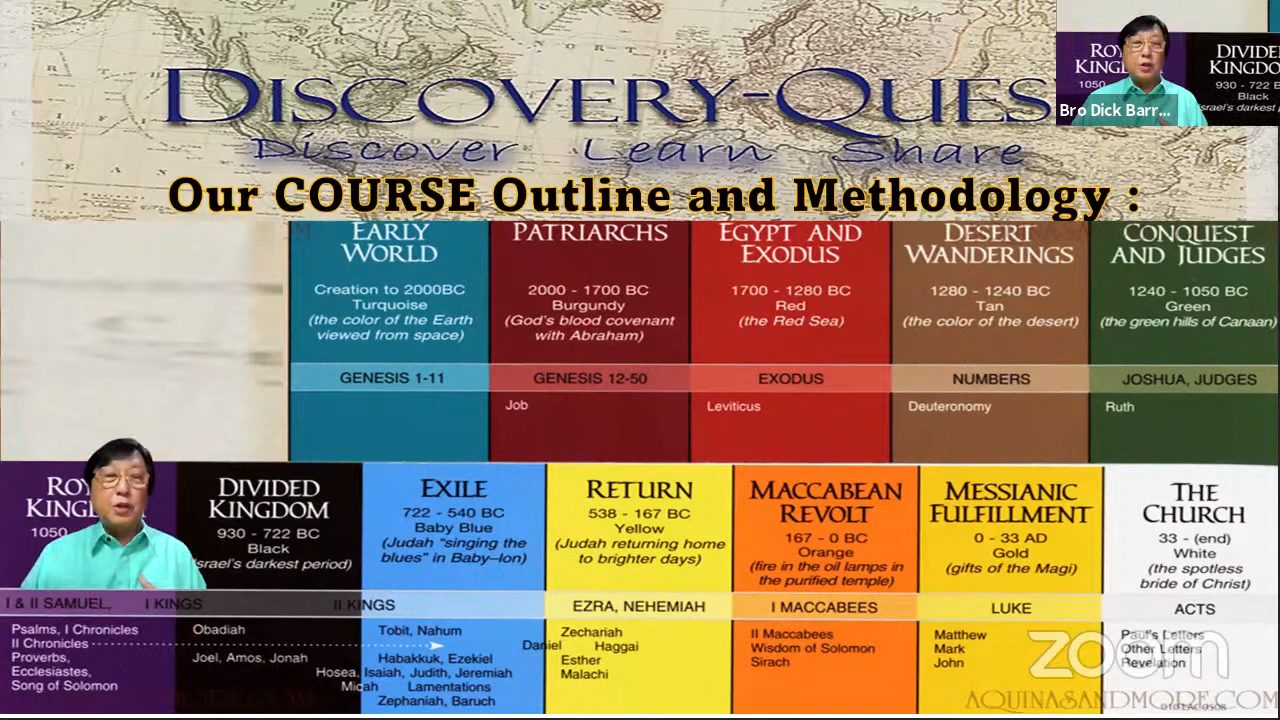 DISCOVERY-QUES
Discover Learn Share
Our COURSE Outline and Methodology :
ROY
KING
1050
DIVIDE
KINGDO
930 - 722 B
Black
srael's darkest
Bro Dick Barr...
EARLY
WORLD
Creation to 2000BC
Turquoise
(the color of the Earth
viewed from space)
GENESIS 1-11
PATRIARCHS
2000 - 1700 BC
Burgundy
(God's blood covenant
with Abraham)
GENESIS 12-50
Job
EGYPT AND
EXODUS
1700 - 1280 BC
Red
(the Red Sea)
EXODUS
Leviticus
DESERT
WANDERINGS
1280 - 1240 BC
Tan
(the color of the desert)
NUMBERS
Deuteronomy
CONQUEST
AND JUDGES
1240 - 1050 BC
Green
(the green hills of Canaan)
JOSHUA, JUDGES
Ruth
ROY
KING
1050
I & II SAMUEL, I KINGS
Psalms, I Chronicles
II Chronicles
Proverbs,
Ecclesiastes,
Song of Solomon
DIVIDED
KINGDOM
930 - 722 BC
Black
srael's darkest period)
II KINGS
Obadiah
Joel, Amos, Jonah
EXILE
722 - 540 BC
Baby Blue
(Judah "singing the
blues" in Baby–lon)
Tobit, Nahum
Daniel
Habakkuk, Ezekiel
Hosea, Isaiah, Judith, Jeremiah
Micah Lamentations
Zephaniah, Baruch
RETURN
538 - 167 BC
Yellow
(Judah returning home
to brighter days)
EZRA, NEHEMIAH
Zechariah
Haggai
Esther
Malachi
MACCABEAN
REVOLT
167 - 0 BC
Orange
(fire in the oil lamps in
the purified temple)
I MACCABEES
II Maccabees
Wisdom of Solomon
Sirach
MESSIANIC
FULFILLMENT
0 - 33 AD
Gold
(gifts of the Magi)
LUKE
Matthew
Mark
John
THE
CHURCH
33 - (end)
White
(the spotless
bride of Christ)
ACTS
Paul's Letters
Other Letters
Revelation
zoom
AQUINASANDMORE.COM